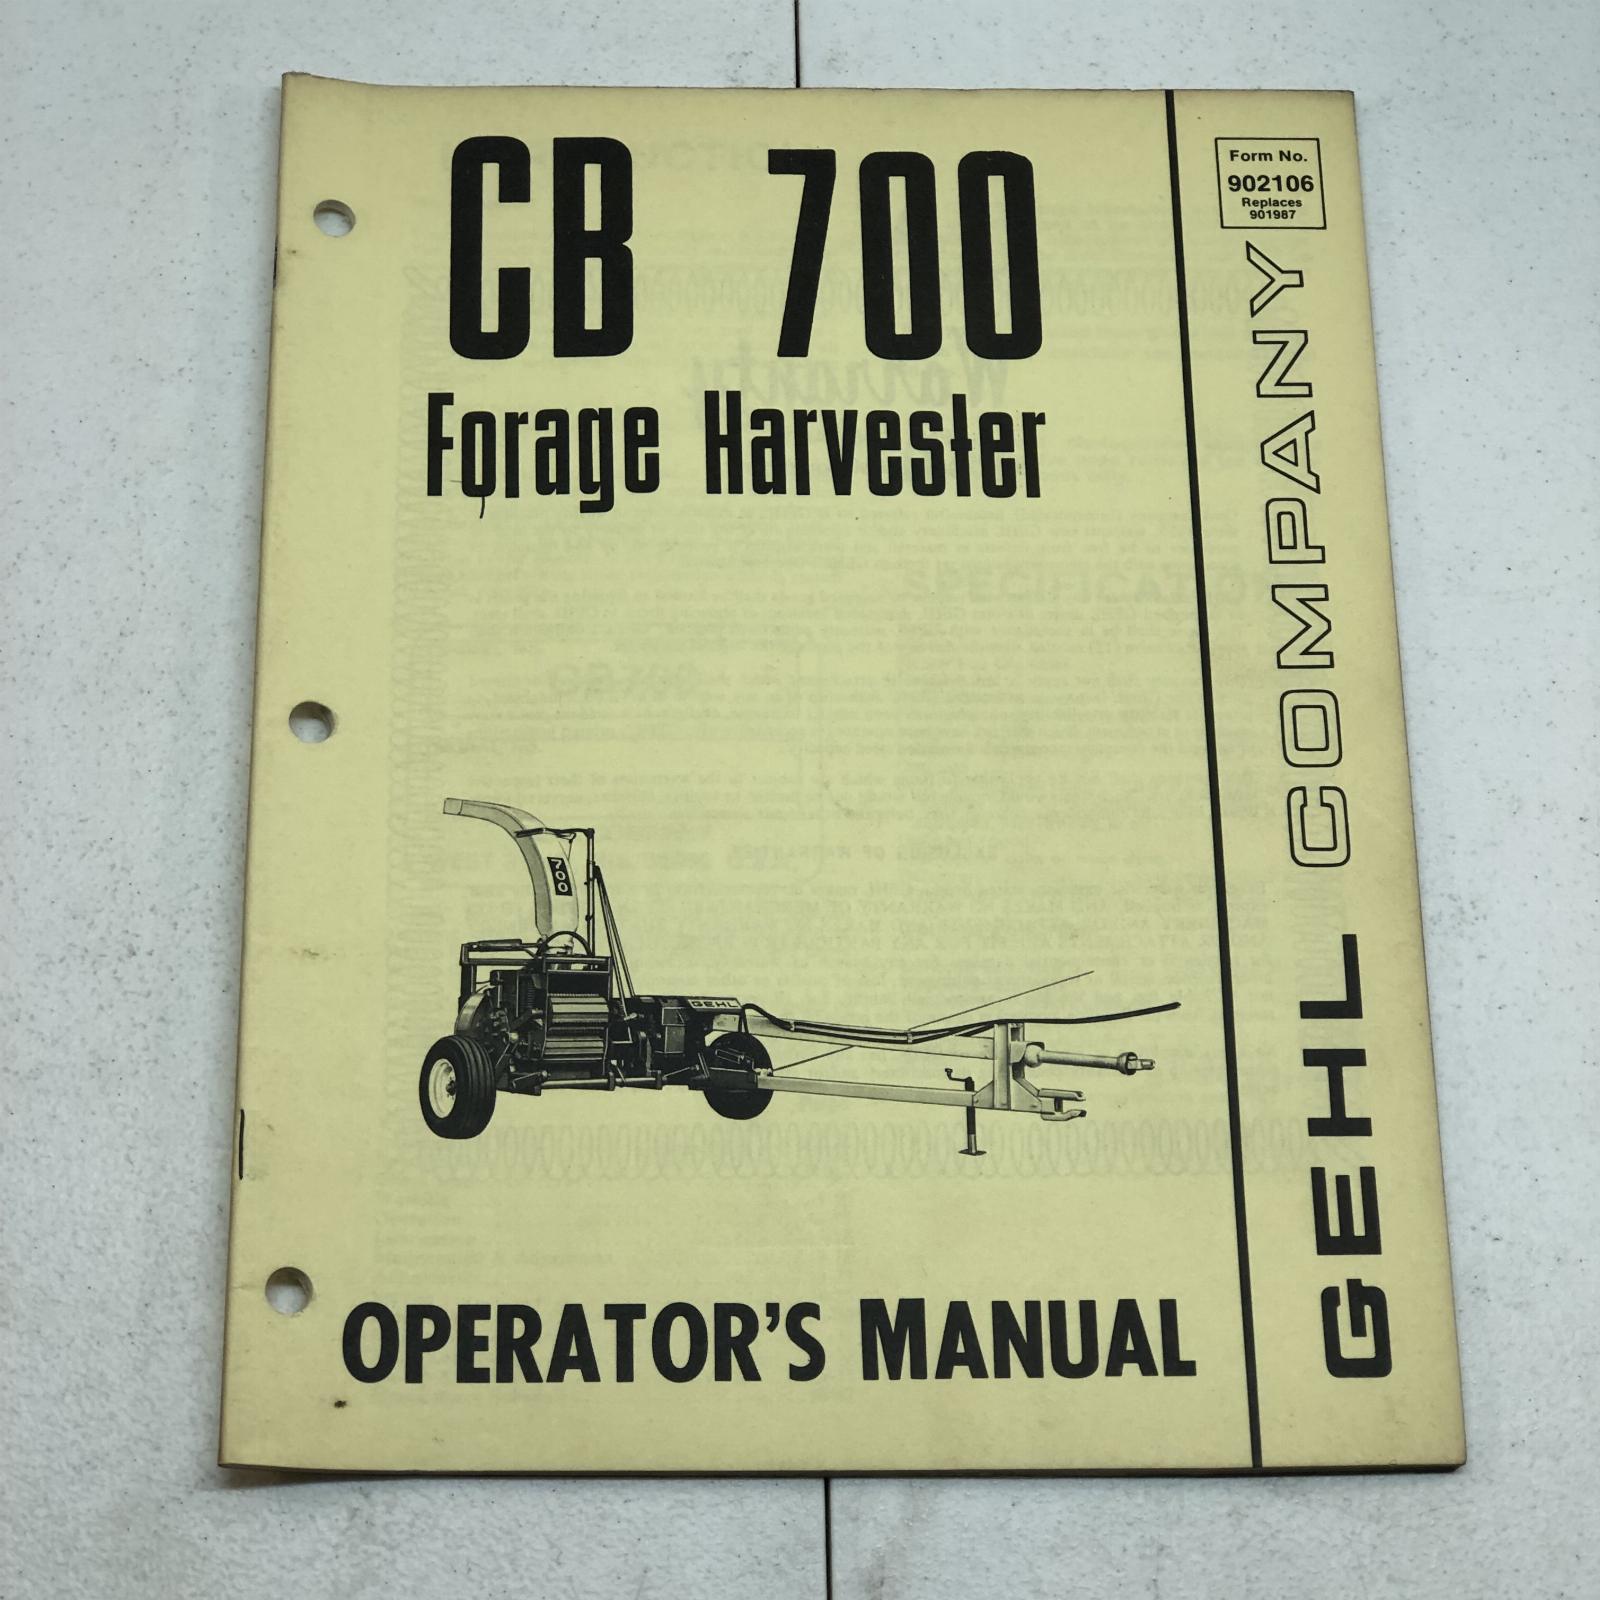 CB 700
Forage Harvester
Form No.
902106
Replaces
901987
GEHL COMPANY
700
GEHL
OPERATOR'S MANUAL